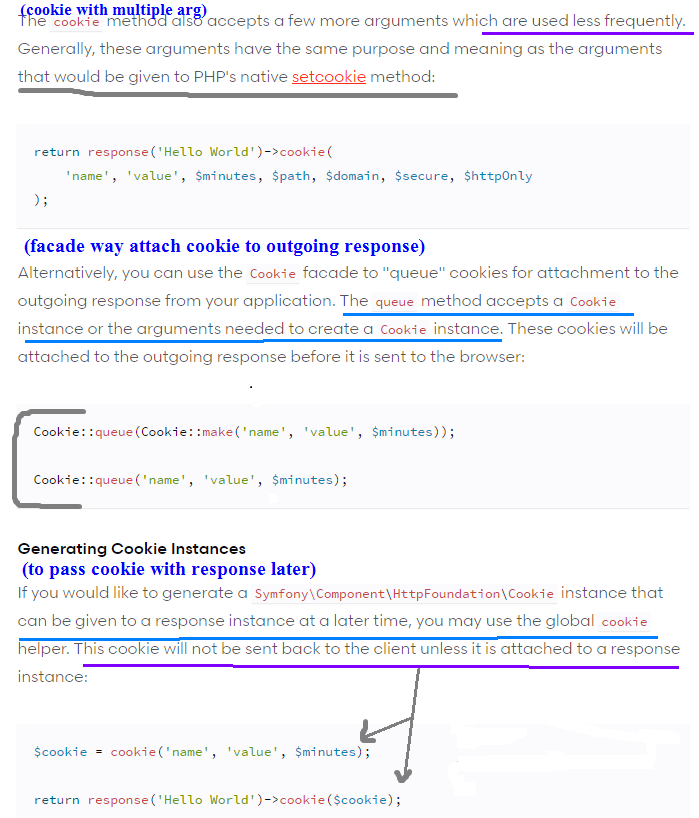 (cookie with multiple arg)
The cookie method also accepts a few more arguments which are used less frequently.
Generally, these arguments have the same purpose and meaning as the arguments
that would be given to PHP's native setcookie method:
return response('Hello World')->cookie(
    'name', 'value', $minutes, $path, $domain, $secure, $httpOnly
);
(facade way attach cookie to outgoing response)
Alternatively, you can use the Cookie facade to "queue" cookies for attachment to the
outgoing response from your application. The queue method accepts a Cookie
instance or the arguments needed to create a Cookie instance. These cookies will be
attached to the outgoing response before it is sent to the browser:
Cookie::queue(Cookie::make('name', 'value', $minutes));
Cookie::queue('name', 'value', $minutes);
Generating Cookie Instances
(to pass cookie with response later)
If you would like to generate a Symfony\Component\HttpFoundation\Cookie instance that
can be given to a response instance at a later time, you may use the global cookie
helper. This cookie will not be sent back to the client unless it is attached to a response
instance:
$cookie = cookie('name', 'value', $minutes);
return response('Hello World')->cookie($cookie);